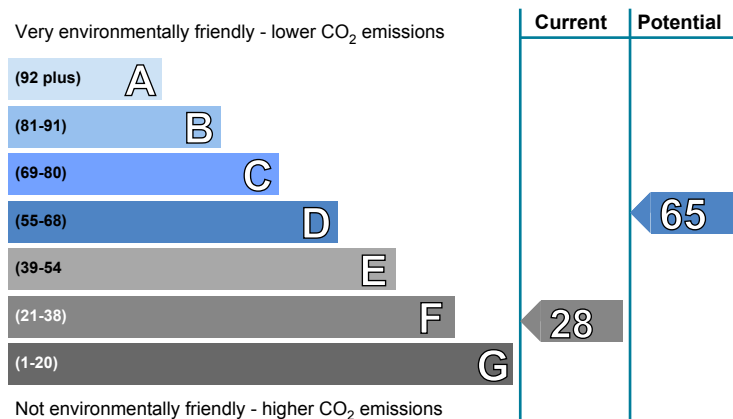 Current Potential
Very environmentally friendly - lower CO2 emissions
(92 plus) A
(81-91) B
(69-80) C
(55-68) D
65
(39-54 E
(21-38) F
28
(1-20) G
Not environmentally friendly - higher CO2 emissions